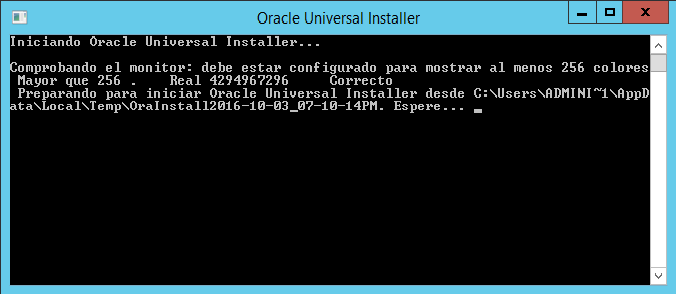 Oracle Universal Installer
Iniciando Oracle Universal Installer...
Comprobando el monitor: debe estar configurado para mostrar al menos 256 colores
Mayor que 256 .    Real 4294967296     Correcto
Preparando para iniciar Oracle Universal Installer desde C:\Users\ADMINI~1\AppD
ata\Local\Temp\OraInstall2016-10-03_07-10-14PM. Espere... _